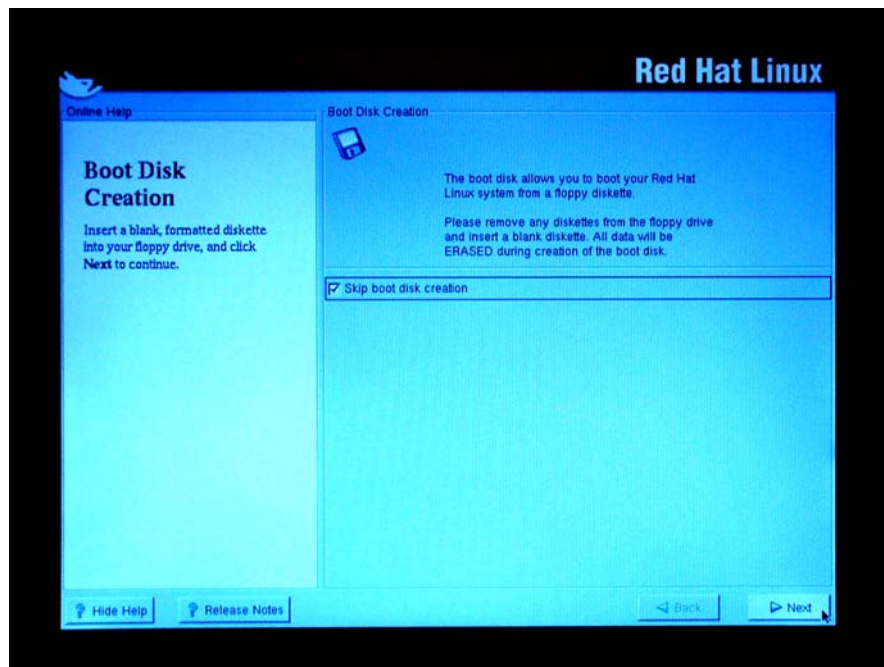 Red Hat Linux
Online Help
Boot Disk Creation
Boot Disk
Creation
Insert a blank, formatted diskette
into your floppy drive, and click
Next to continue.
The boot disk allows you to boot your Red Hat
Linux system from a floppy diskette.
Please remove any diskettes from the floppy drive
and insert a blank diskette. All data will be
ERASED during creation of the boot disk.
Skip boot disk creation
Hide Help
Release Notes
Back
Next